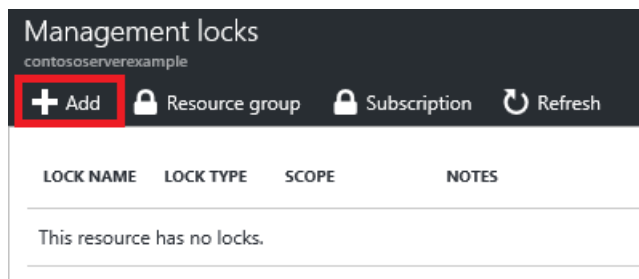 Management locks
contososerverexample
Add Resource group Subscription Refresh
LOCK NAME LOCK TYPE SCOPE NOTES
This resource has no locks.